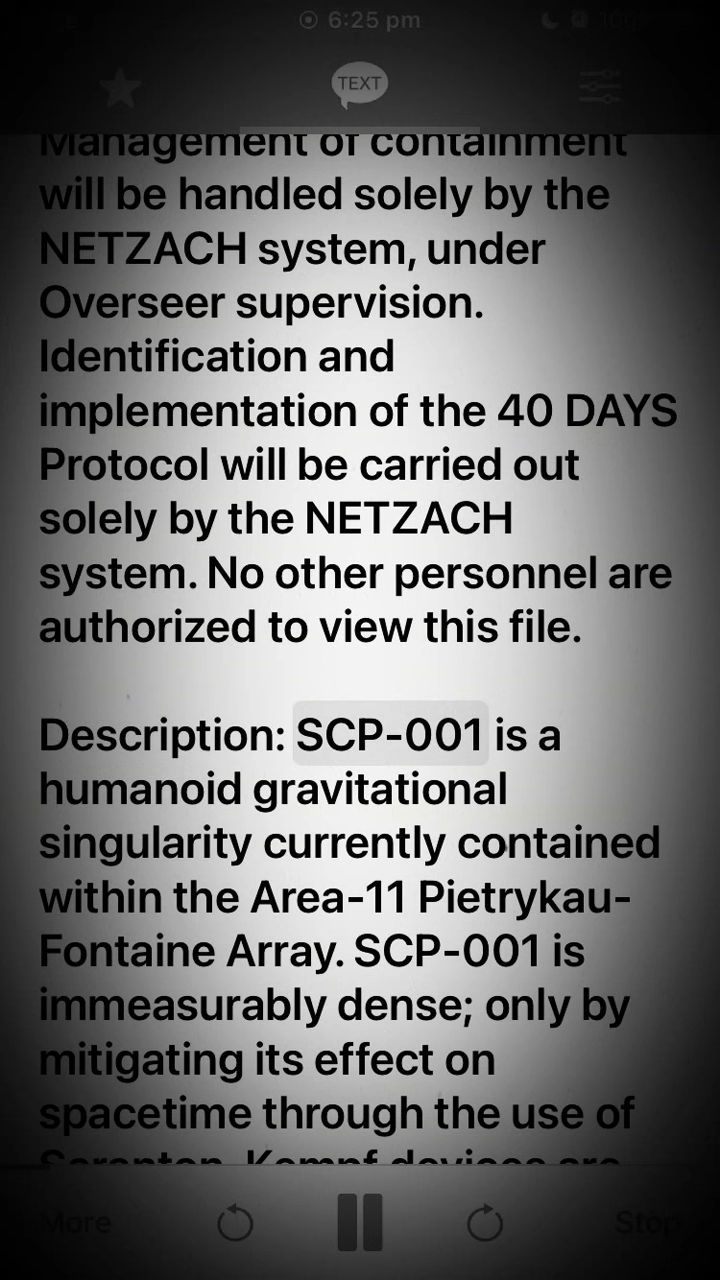 6:25 pm
TEXT
Management of containment
will be handled solely by the
NETZACH system, under
Overseer supervision.
Identification and
implementation of the 40 DAYS
Protocol will be carried out
solely by the NETZACH
system. No other personnel are
authorized to view this file.
Description: SCP-001 is a
humanoid gravitational
singularity currently contained
within the Area-11 Pietrykau-
Fontaine Array. SCP-001 is
immeasurably dense; only by
mitigating its effect on
spacetime through the use of
More
Stop